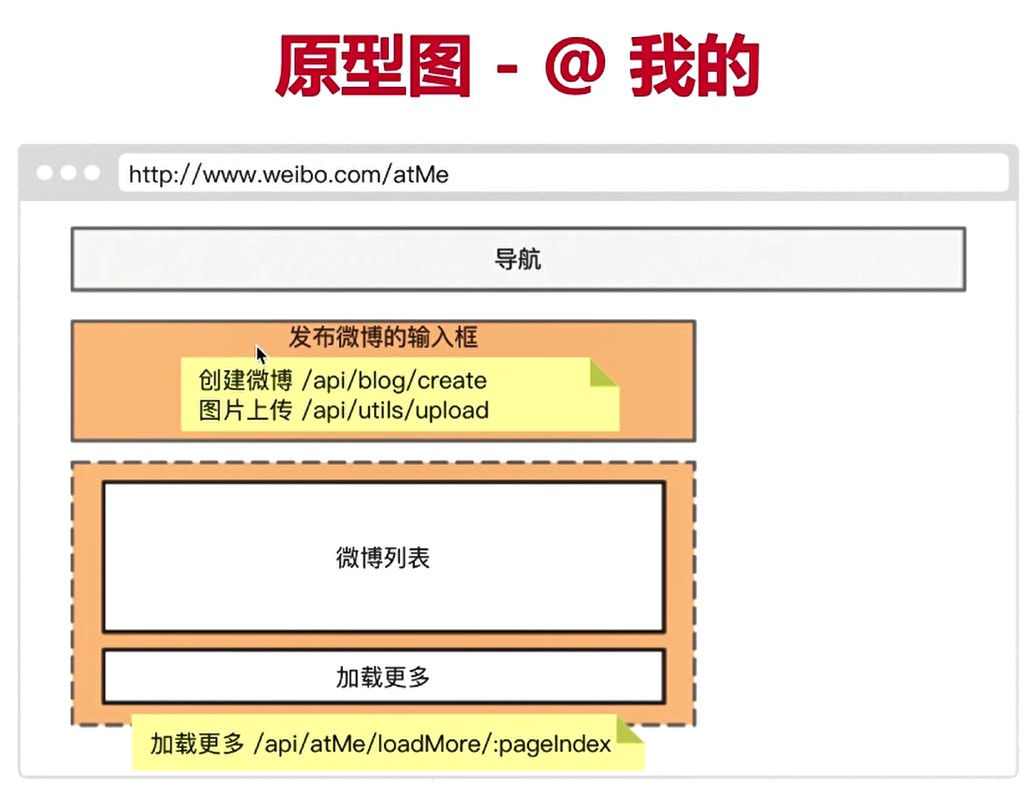 原型图 - @ 我的
http://www.weibo.com/atMe
导航
发布微博的输入框
创建微博 /api/blog/create
图片上传 /api/utils/upload
微博列表
加载更多
加载更多 /api/atMe/loadMore/:pageIndex